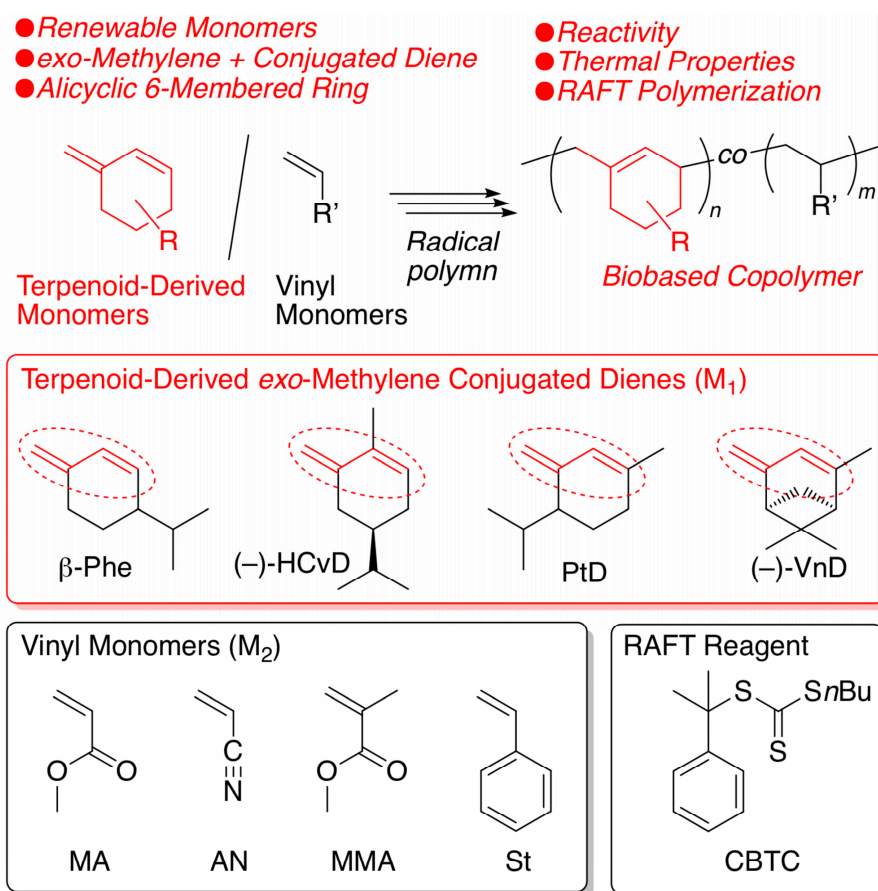 ●Renewable Monomers
●exo-Methylene + Conjugated Diene
●Alicyclic 6-Membered Ring
●Reactivity
●Thermal Properties
●RAFT Polymerization
R
R'
Radical
polymn
n
co
m
R
R'
Terpenoid-Derived
Monomers
Vinyl
Monomers
Biobased Copolymer
Terpenoid-Derived exo-Methylene Conjugated Dienes (M₁)
β-Phe
(–)-HCvD
PtD
(–)-VnD
Vinyl Monomers (M₂)
O
O
MA
C
N
AN
O
O
MMA
St
RAFT Reagent
S
SnBu
S
CBTC